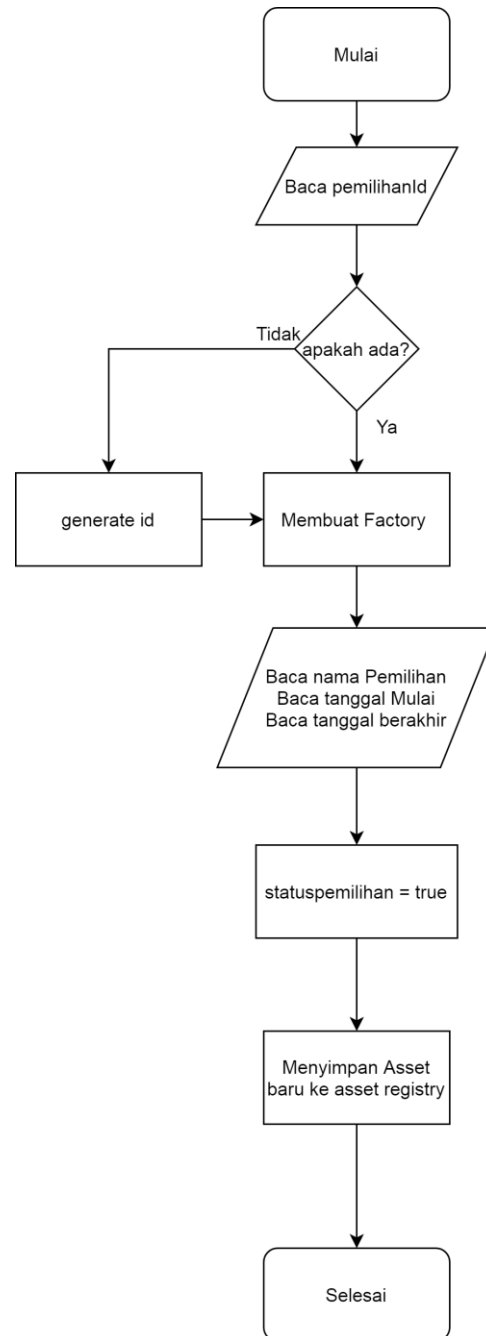 Mulai
Baca pemilihanId
Tidak
apakah ada?
Ya
generate id
Membuat Factory
Baca nama Pemilihan
Baca tanggal Mulai
Baca tanggal berakhir
statuspemilihan = true
Menyimpan Asset
baru ke asset registry
Selesai